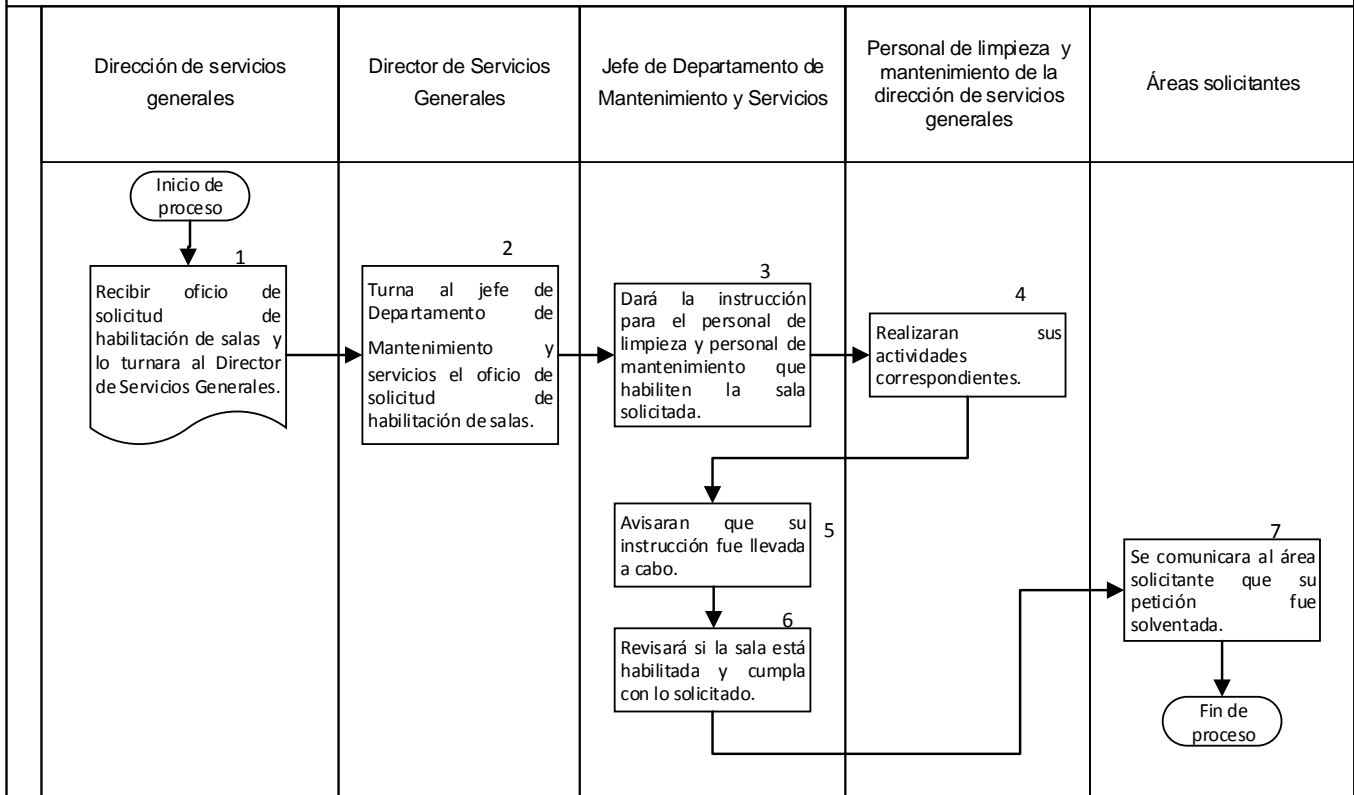 Dirección de servicios
generales
Director de Servicios
Generales
Jefe de Departamento de
Mantenimiento y Servicios
Personal de limpieza y
mantenimiento de la
dirección de servicios
generales
Áreas solicitantes
Inicio de
proceso
1
Recibir oficio de
solicitud de
habilitación de salas y
lo turnara al Director
de Servicios Generales.
2
Turna al jefe de
Departamento de
Mantenimiento y
servicios el oficio de
solicitud de
habilitación de salas.
3
Dará la instrucción
para el personal de
limpieza y personal de
mantenimiento que
habiliten la sala
solicitada.
4
Realizaran sus
actividades
correspondientes.
5
Avisaran que su
instrucción fue llevada
a cabo.
6
Revisará si la sala está
habilitada y cumpla
con lo solicitado.
7
Se comunicara al área
solicitante que su
petición fue
solventada.
Fin de
proceso